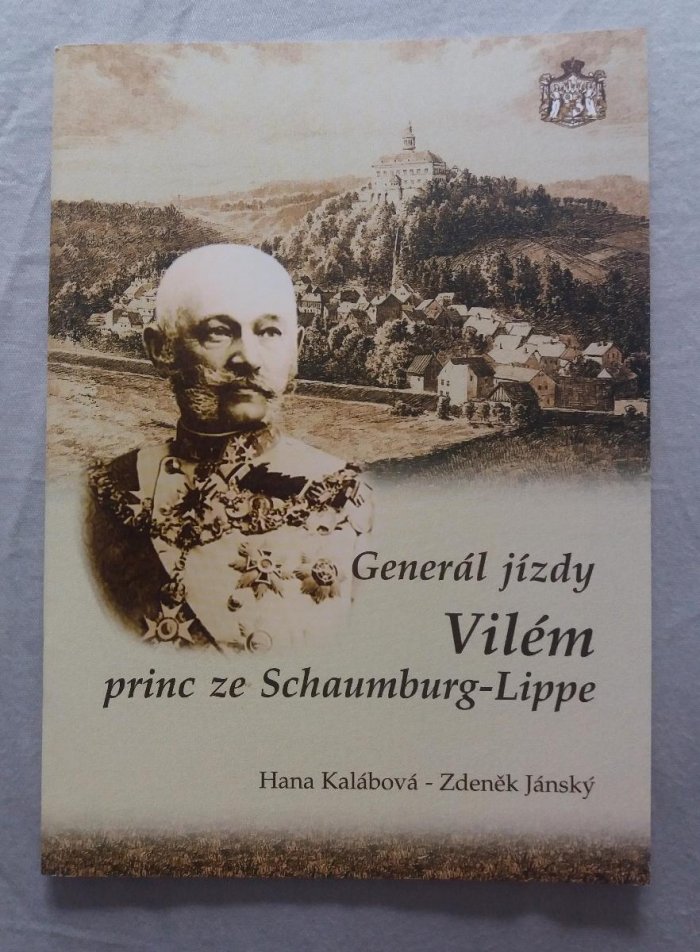 Generál jízdy
Vilém
princ ze Schaumburg-Lippe
Hana Kalábová - Zdeněk Jánský